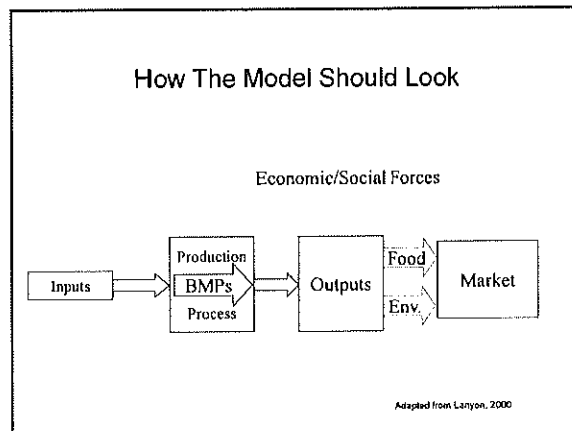 How The Model Should Look
Economic/Social Forces
Inputs
Production
BMPs
Process
Outputs
Food
Env.
Market
Adapted from Lanyon, 2000